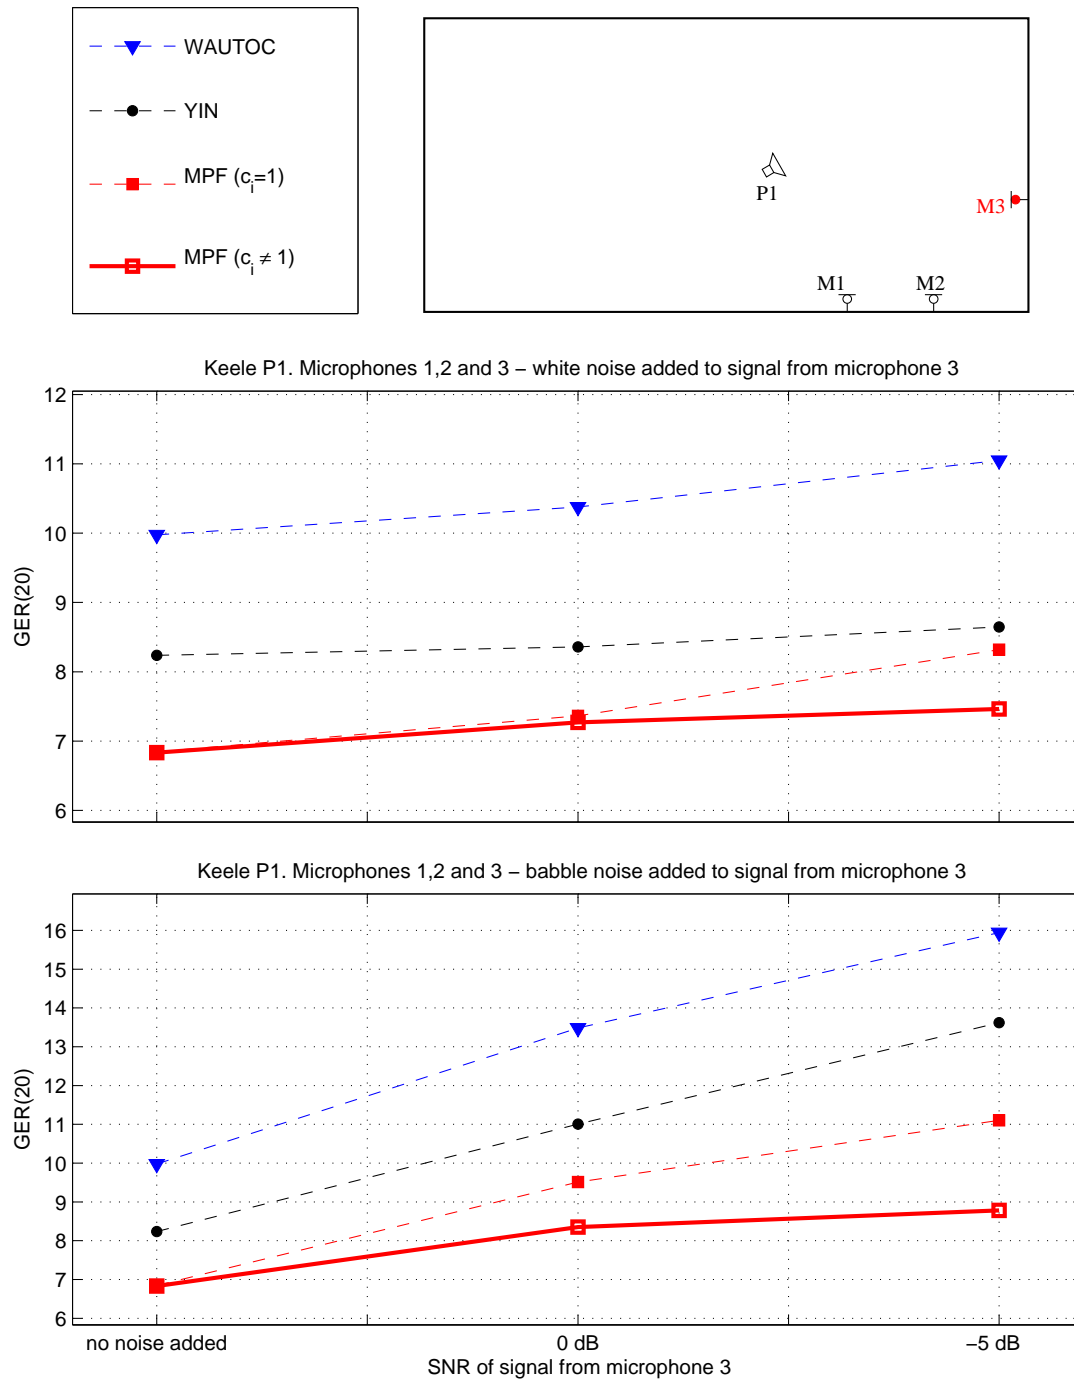 WAUTOC
YIN
MPF (c_i=1)
MPF (c_i ≠ 1)
P1
M3
M1 M2
Keele P1. Microphones 1,2 and 3 − white noise added to signal from microphone 3
12
11
10
9
8
7
6
GER(20)
Keele P1. Microphones 1,2 and 3 − babble noise added to signal from microphone 3
16
15
14
13
12
11
10
9
8
7
6
GER(20)
no noise added 0 dB −5 dB
SNR of signal from microphone 3